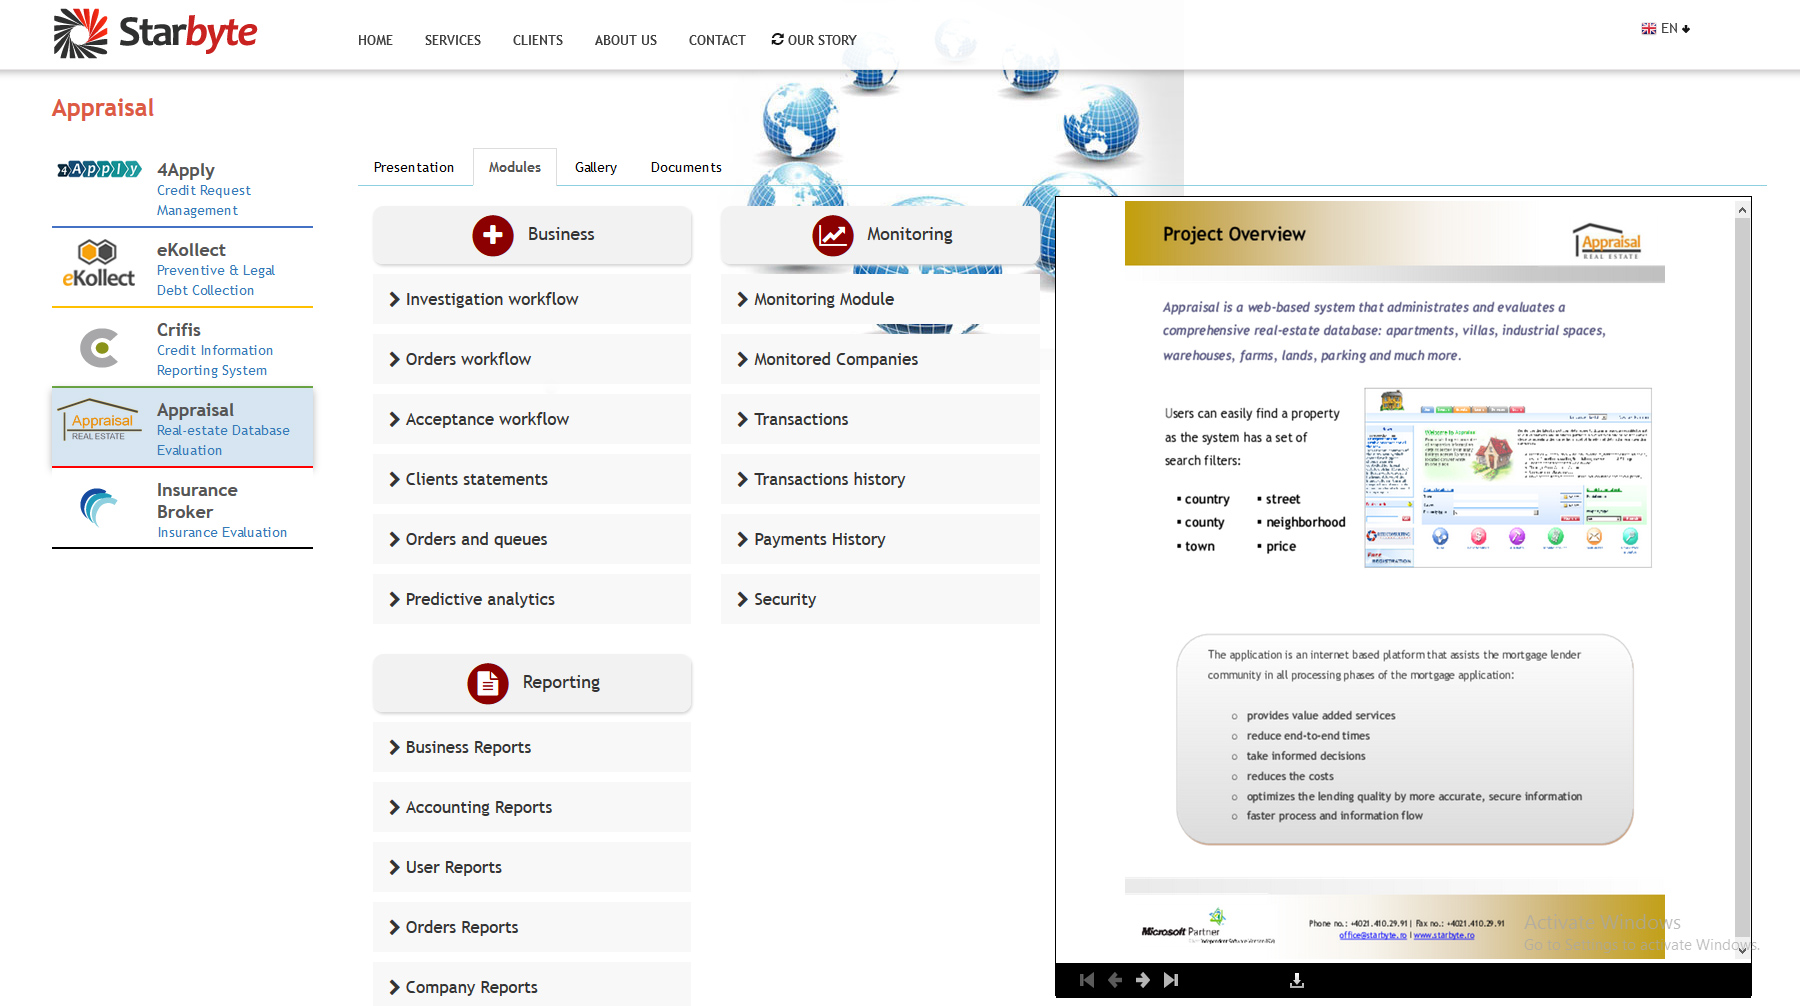 Starbyte
HOME SERVICES CLIENTS ABOUT US CONTACT OUR STORY
EN
Appraisal
4Apply
4Apply
Credit Request
Management
eKollect
eKollect
Preventive & Legal
Debt Collection
Crifis
Credit Information
Reporting System
Appraisal
REAL ESTATE
Appraisal
Real-estate Database
Evaluation
Insurance
Broker
Insurance Evaluation
Presentation Modules Gallery Documents
Business
Investigation workflow
Orders workflow
Acceptance workflow
Clients statements
Orders and queues
Predictive analytics
Reporting
Business Reports
Accounting Reports
User Reports
Orders Reports
Company Reports
Monitoring
Monitoring Module
Monitored Companies
Transactions
Transactions history
Payments History
Security
Project Overview
Appraisal
REAL ESTATE
Appraisal is a web-based system that administrates and evaluates a
comprehensive real-estate database: apartments, villas, industrial spaces,
warehouses, farms, lands, parking and much more.
Users can easily find a property
as the system has a set of
search filters:
▪ country ▪ street
▪ county ▪ neighborhood
▪ town ▪ price
Welcome to Appraisa
REGISTRATION
The application is an internet based platform that assists the mortgage lender
community in all processing phases of the mortgage application:
o provides value added services
o reduce end-to-end times
o take informed decisions
o reduces the costs
o optimizes the lending quality by more accurate, secure information
o faster process and information flow
Microsoft Partner
Independent Software Vendor (ISV)
Phone no.: +4021.410.29.91| Fax no.: +4021.410.29.91
office@starbyte.ro | www.starbyte.ro
Activate Windows
Go to Settings to activate Windows.